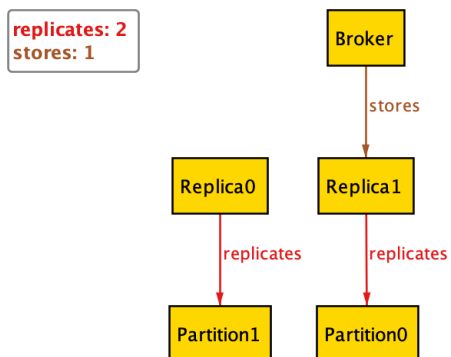 replicates: 2
stores: 1
Broker
stores
Replica0
Replica1
replicates
replicates
Partition1
Partition0